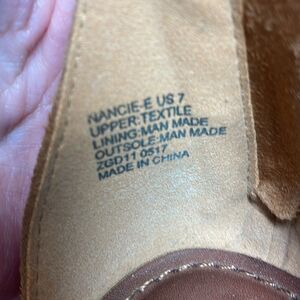 NANCIE-E US 7
UPPER:TEXTILE
LINING:MAN MADE
OUTSOLE:MAN MADE
ZGD11 0517
MADE IN CHINA